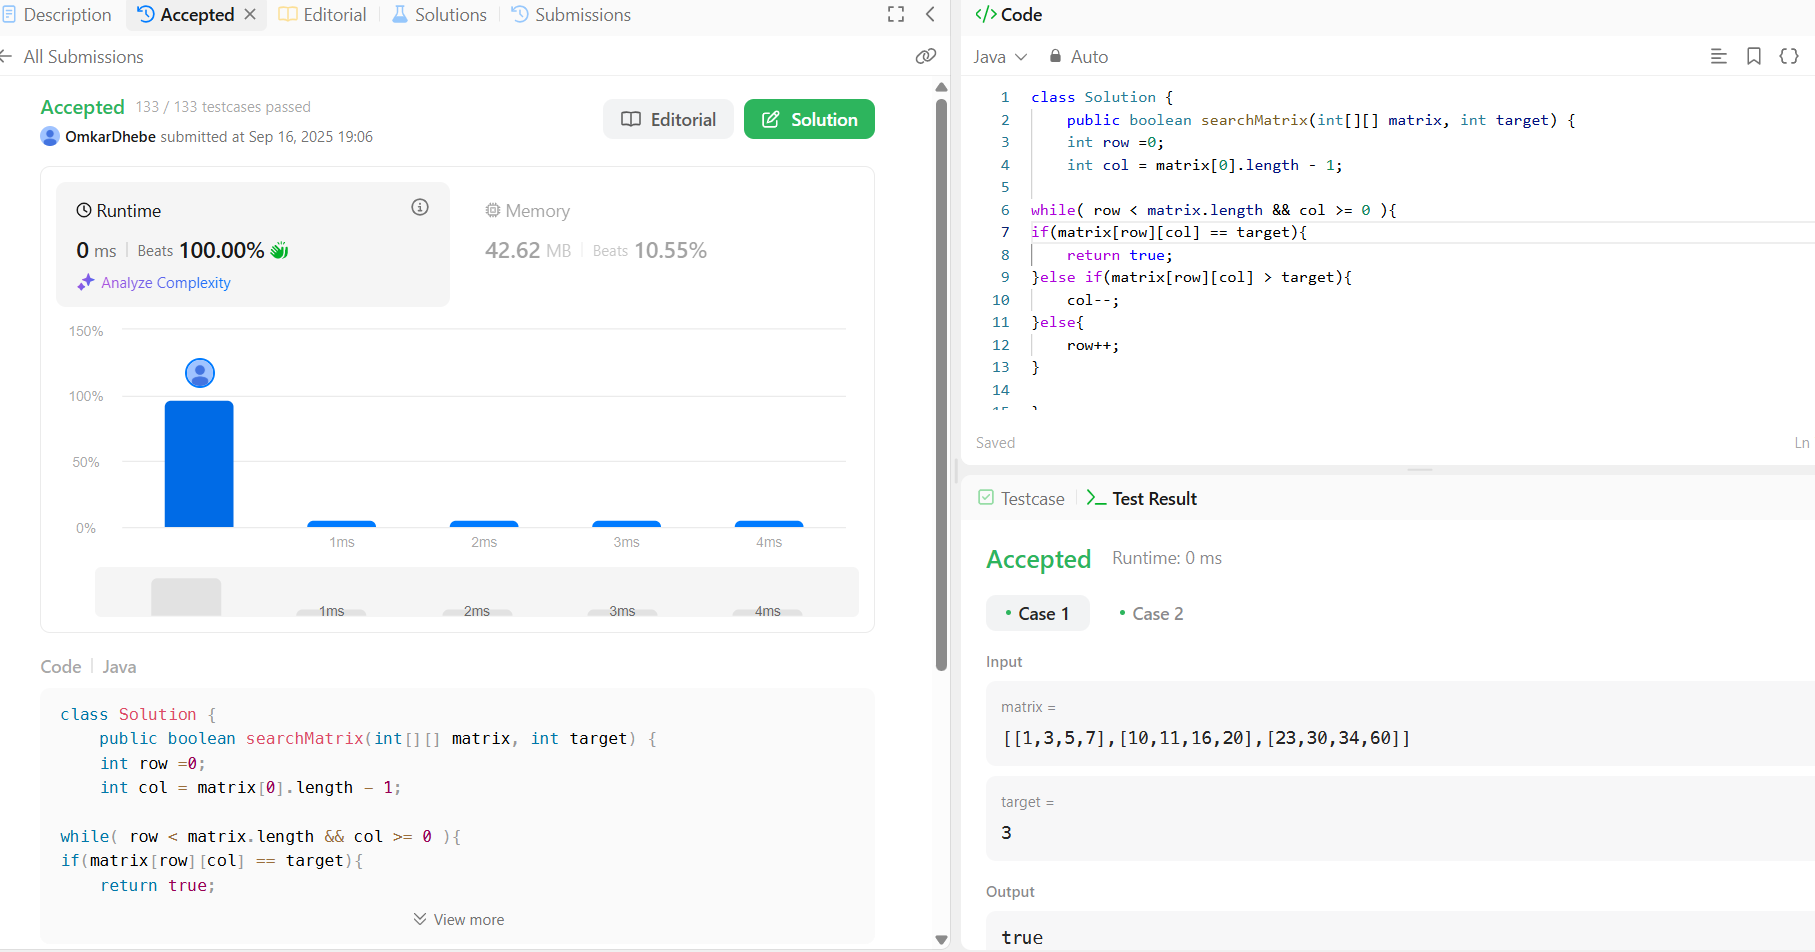 Description
Accepted
Editorial
Solutions
Submissions
All Submissions
Accepted 133 / 133 testcases passed
OmkarDhebe submitted at Sep 16, 2025 19:06
Editorial
Solution
Runtime
0 ms Beats 100.00%
Analyze Complexity
Memory
42.62 MB Beats 10.55%
150%
100%
50%
0%
1ms 2ms 3ms 4ms
1ms 2ms 3ms 4ms
Code Java
class Solution {
    public boolean searchMatrix(int[][] matrix, int target) {
    int row =0;
    int col = matrix[0].length - 1;
while( row < matrix.length && col >= 0 ){
if(matrix[row][col] == target){
    return true;
View more
</> Code
Java Auto
1 class Solution {
2     public boolean searchMatrix(int[][] matrix, int target) {
3     int row =0;
4     int col = matrix[0].length - 1;
5
6 while( row < matrix.length && col >= 0 ){
7 if(matrix[row][col] == target){
8     return true;
9 }else if(matrix[row][col] > target){
10     col--;
11 }else{
12     row++;
13 }
14
Saved
Ln
Testcase
Test Result
Accepted Runtime: 0 ms
Case 1
Case 2
Input
matrix =
[[1,3,5,7],[10,11,16,20],[23,30,34,60]]
target =
3
Output
true